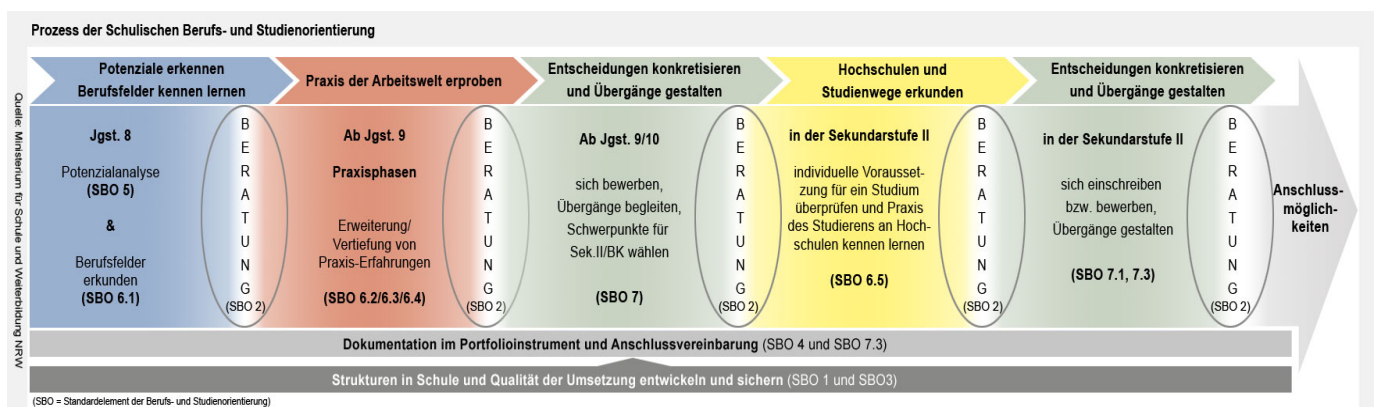 Prozess der Schulischen Berufs- und Studienorientierung
Potenziale erkennen
Berufsfelder kennen lernen
Praxis der Arbeitswelt erproben
Entscheidungen konkretisieren
und Übergänge gestalten
Hochschulen und
Studienwege erkunden
Entscheidungen konkretisieren
und Übergänge gestalten
Jgst. 8
Potenzialanalyse
(SBO 5)
&
Berufsfelder
erkunden
(SBO 6.1)
BERATUNG
(SBO 2)
Ab Jgst. 9
Praxisphasen
Erweiterung/
Vertiefung von
Praxis-Erfahrungen
(SBO 6.2/6.3/6.4)
BERATUNG
(SBO 2)
Ab Jgst. 9/10
sich bewerben,
Übergänge begleiten,
Schwerpunkte für
Sek.II/BK wählen
(SBO 7)
BERATUNG
(SBO 2)
in der Sekundarstufe II
individuelle Vorausset-
zung für ein Studium
überprüfen und Praxis
des Studierens an Hoch-
schulen kennen lernen
(SBO 6.5)
BERATUNG
(SBO 2)
in der Sekundarstufe II
sich einschreiben
bzw. bewerben,
Übergänge gestalten
(SBO 7.1, 7.3)
BERATUNG
(SBO 2)
Anschluss-
möglich-
keiten
Dokumentation im Portfolioinstrument und Anschlussvereinbarung (SBO 4 und SBO 7.3)
Strukturen in Schule und Qualität der Umsetzung entwickeln und sichern (SBO 1 und SBO3)
(SBO = Standardelement der Berufs- und Studienorientierung)
Quelle: Ministerium für Schule und Weiterbildung NRW